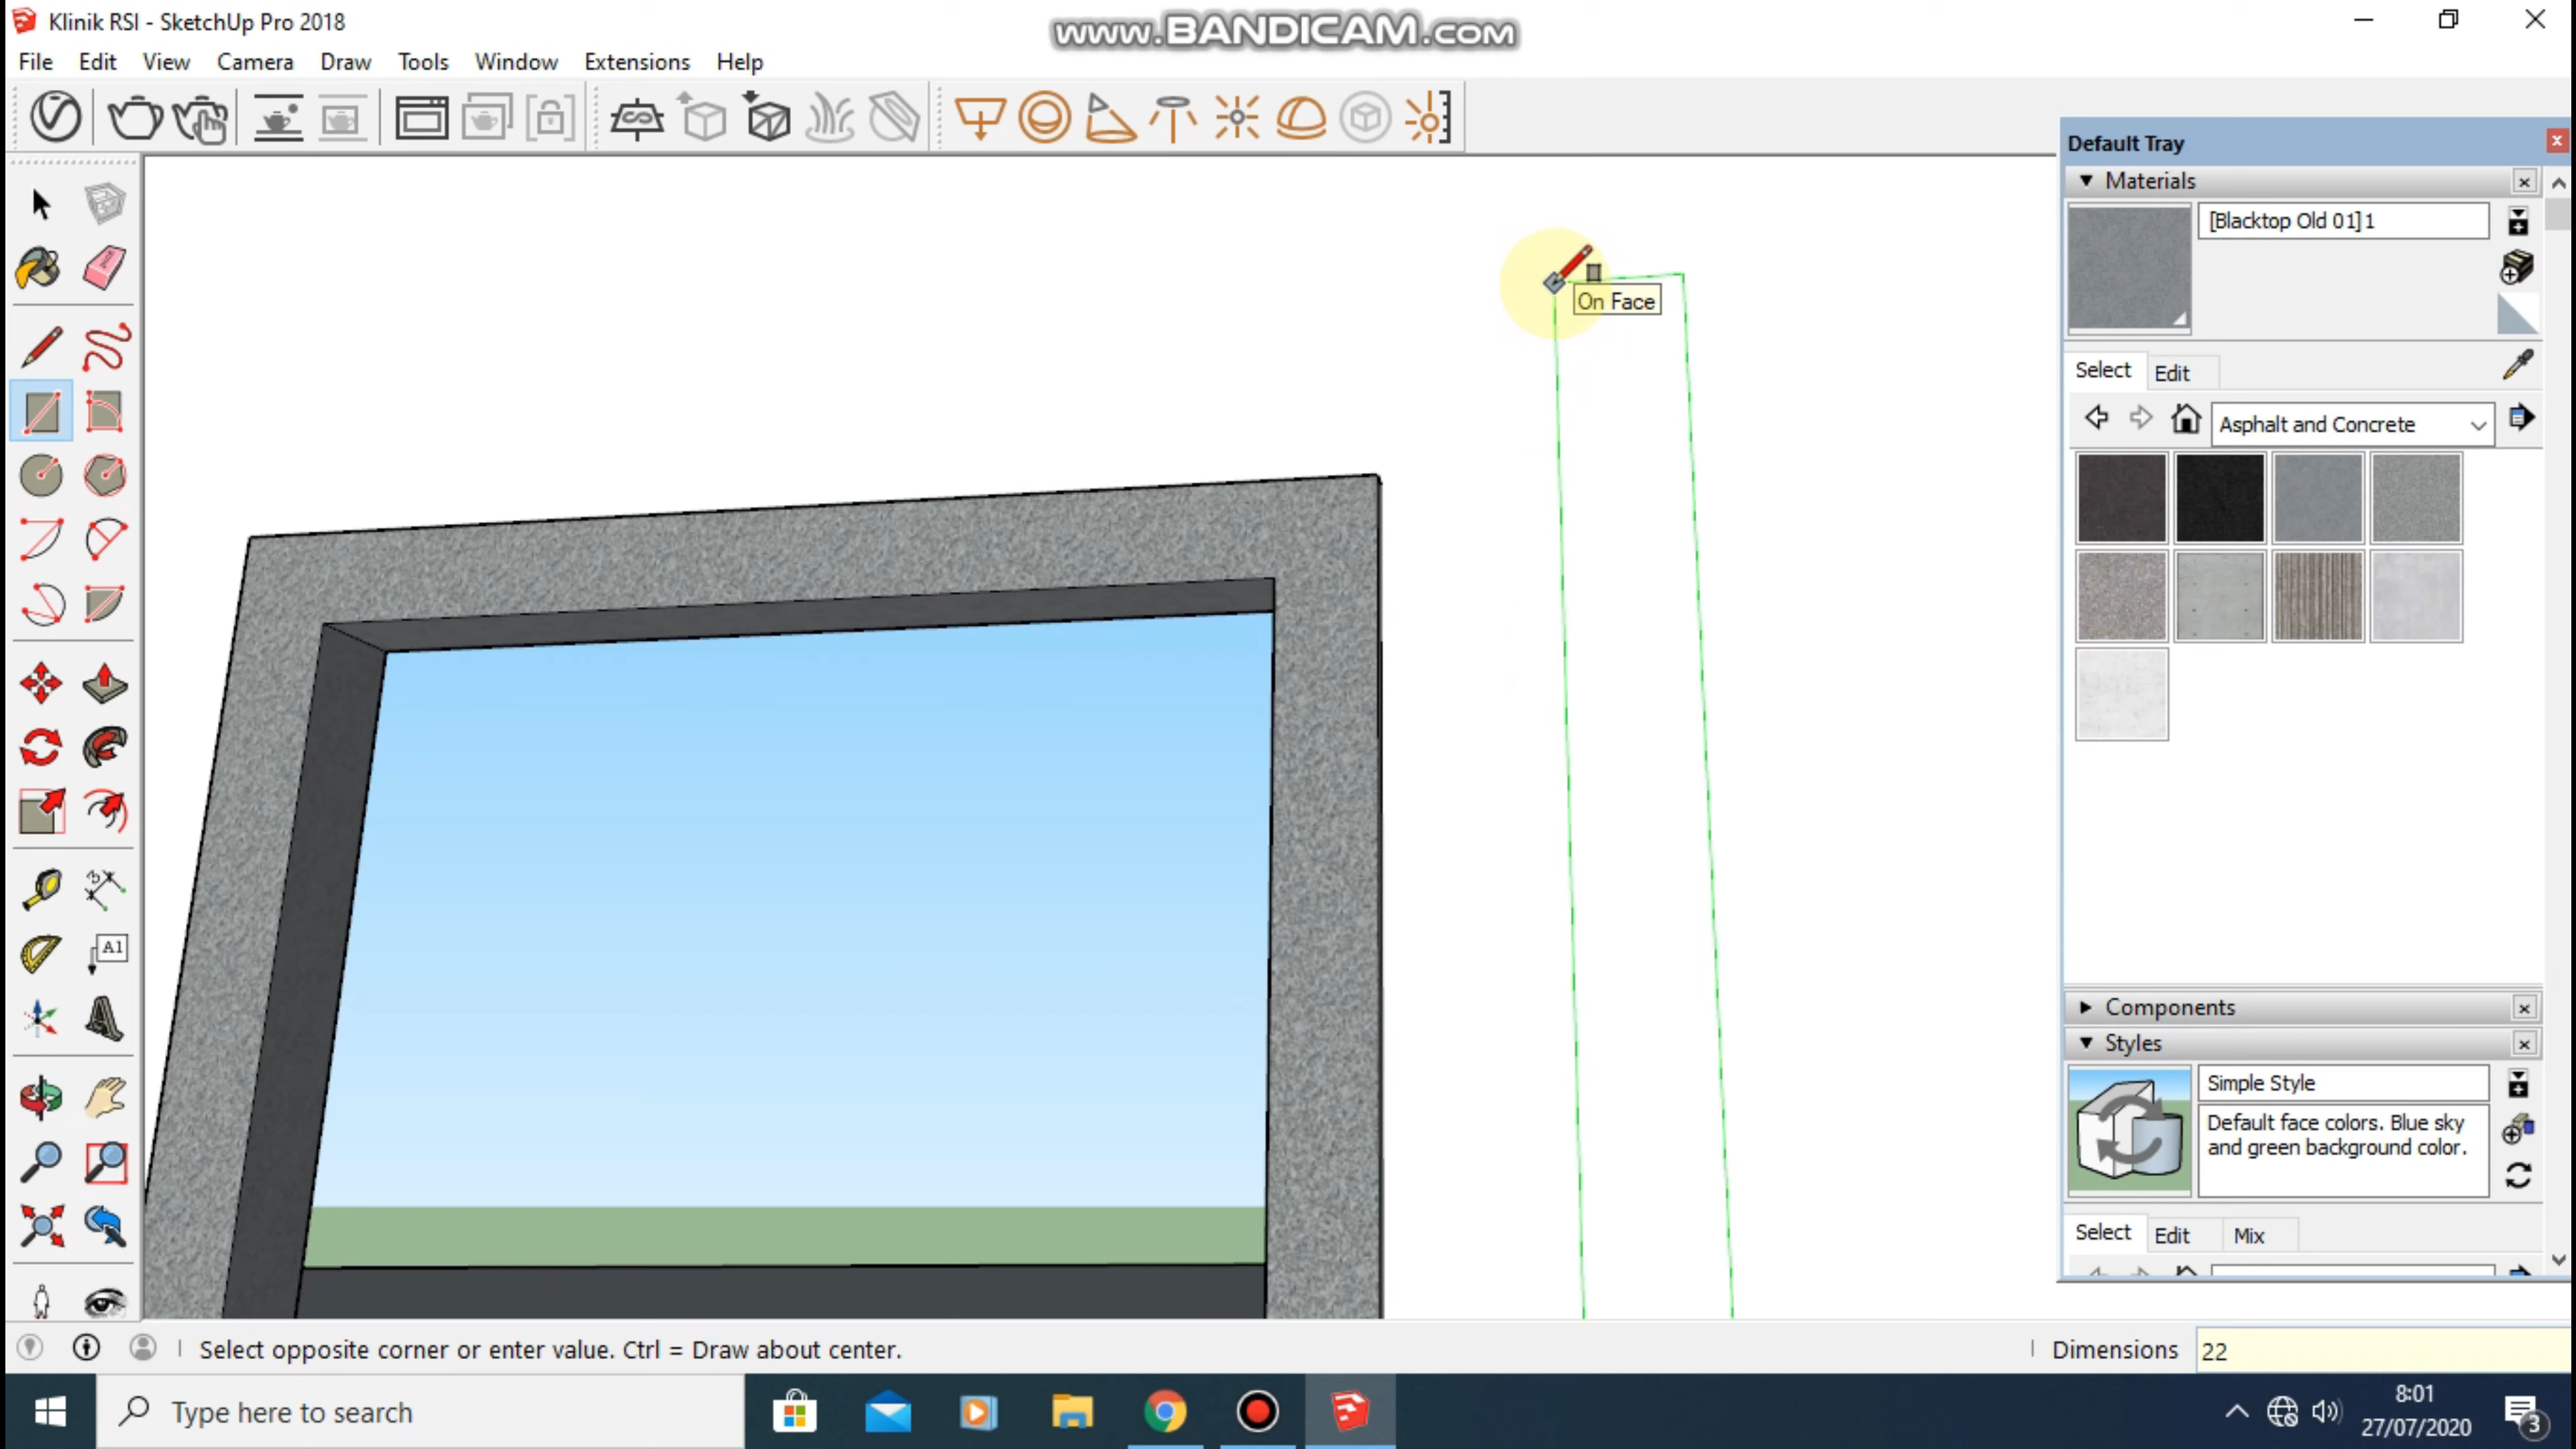 Klinik RSI - SketchUp Pro 2018
www.BANDICAM.com
File Edit View Camera Draw Tools Window Extensions Help
Default Tray
Materials
[Blacktop Old 01]1
On Face
Select Edit
Asphalt and Concrete
A1
Components
Styles
Simple Style
Default face colors. Blue sky
and green background color.
Select Edit Mix
Select opposite corner or enter value. Ctrl = Draw about center.
Dimensions 22
Type here to search
8:01
27/07/2020
3